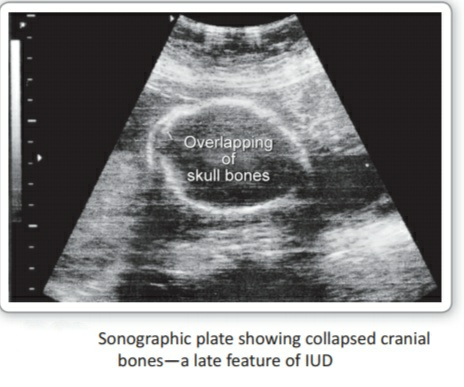 Overlapping
of
skull bones
Sonographic plate showing collapsed cranial
bones—a late feature of IUD